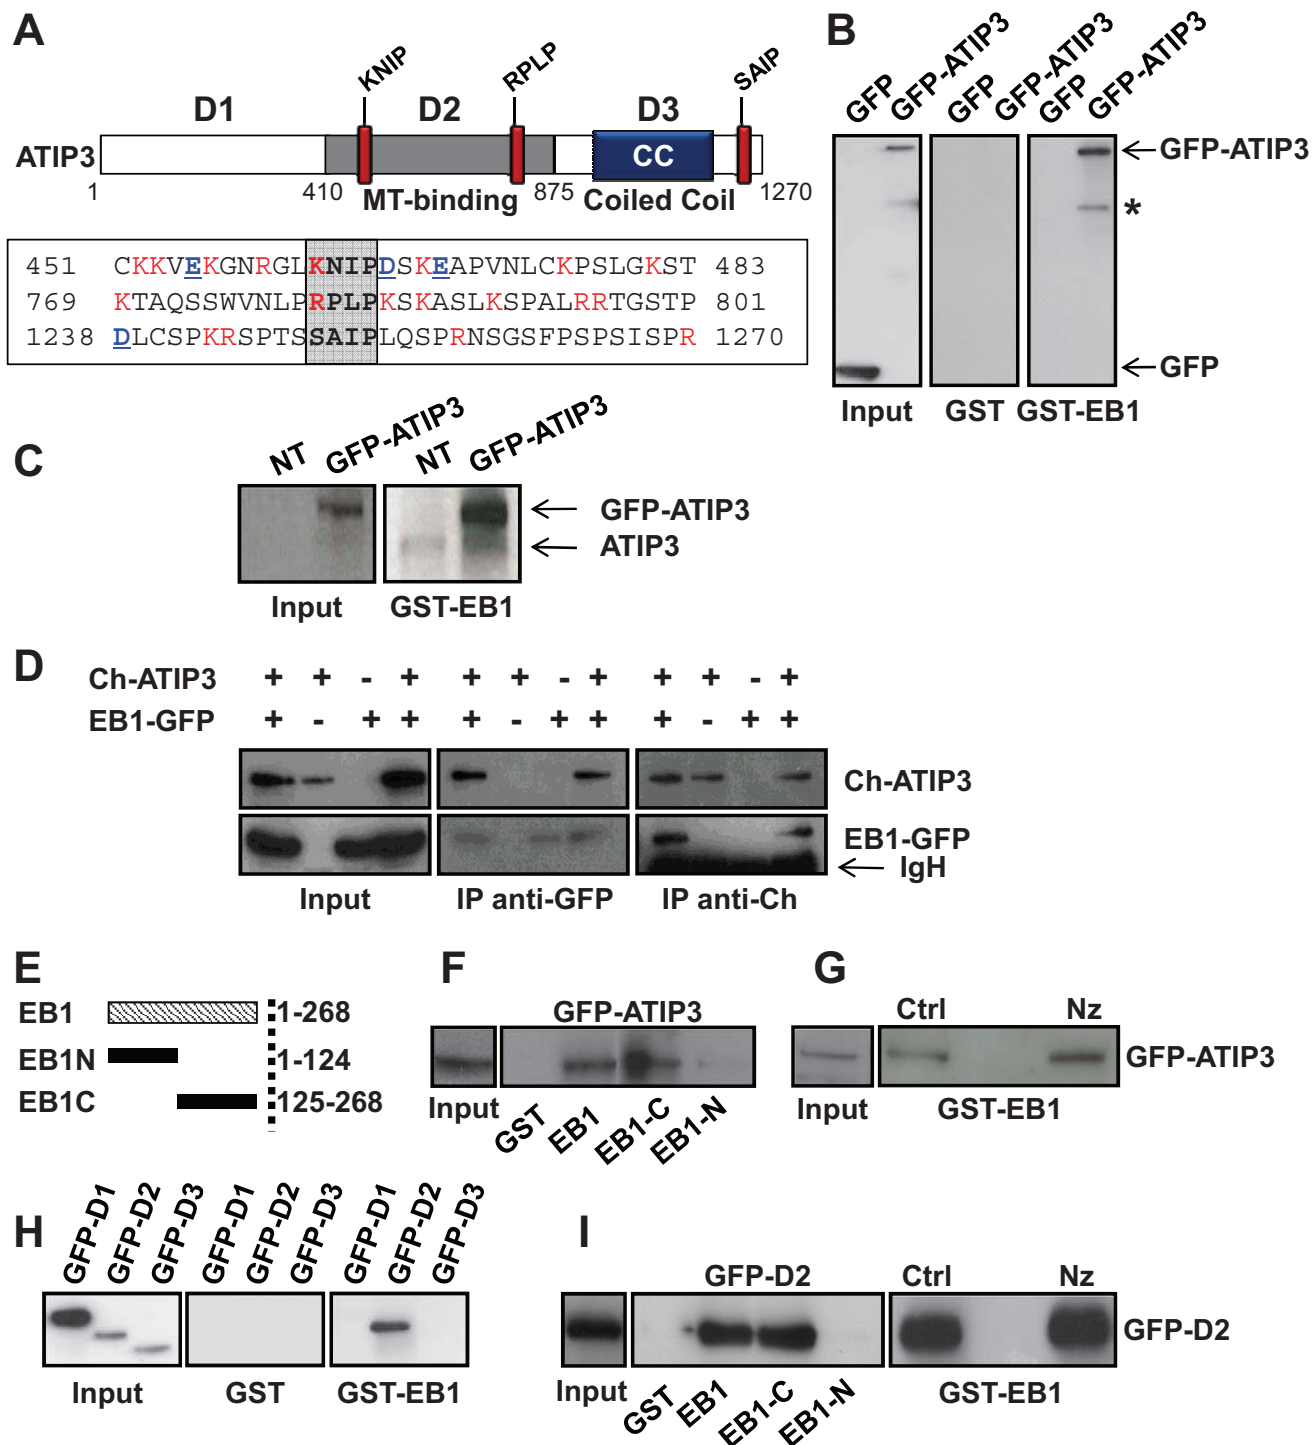 A
KNIP RPLP SAIP
D1 D2 D3
ATIP3 CC
1 410 MT-binding 875 Coiled Coil 1270
451 CKKVEKGNRGLKNIPDSKEAPVNLCKPSLGKST 483
769 KTAQSSWVNLPRPLPKSKASLKSPALRRTGSTP 801
1238 DLCSPKRSPTSSAIPLQSPRNSGSFPSPSISPR 1270
B
GFP GFP-ATIP3 GFP GFP-ATIP3 GFP GFP-ATIP3
GFP-ATIP3
*
GFP
Input GST GST-EB1
C
NT GFP-ATIP3 NT GFP-ATIP3
GFP-ATIP3
ATIP3
Input GST-EB1
D
Ch-ATIP3 + + - + + + - + + + - +
EB1-GFP + - + + + - + + + - + +
Ch-ATIP3
EB1-GFP
IgH
Input IP anti-GFP IP anti-Ch
E
EB1 1-268
EB1N 1-124
EB1C 125-268
F
GFP-ATIP3
Input GST EB1 EB1-C EB1-N
G
Ctrl Nz
GFP-ATIP3
Input GST-EB1
H
GFP-D1 GFP-D2 GFP-D3 GFP-D1 GFP-D2 GFP-D3 GFP-D1 GFP-D2 GFP-D3
Input GST GST-EB1
I
GFP-D2 Ctrl Nz
GFP-D2
Input GST EB1 EB1-C EB1-N GST-EB1